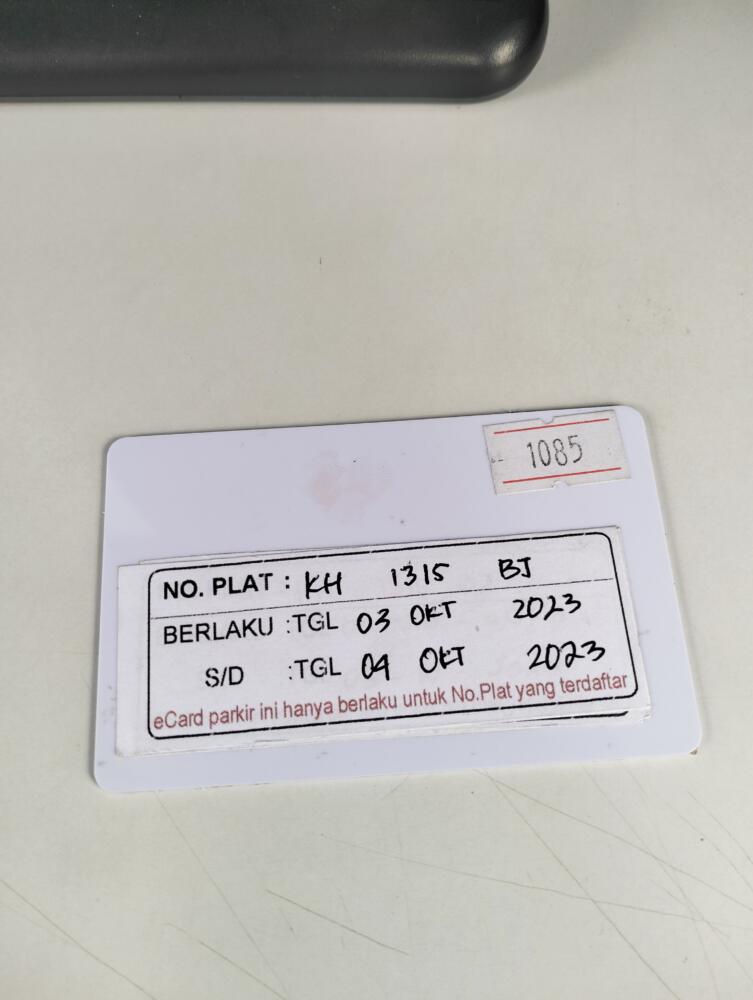 1085
NO. PLAT : KH 1315 BJ
BERLAKU :TGL 03 OKT 2023
S/D :TGL 04 OKT 2023
eCard parkir ini hanya berlaku untuk No.Plat yang terdaftar